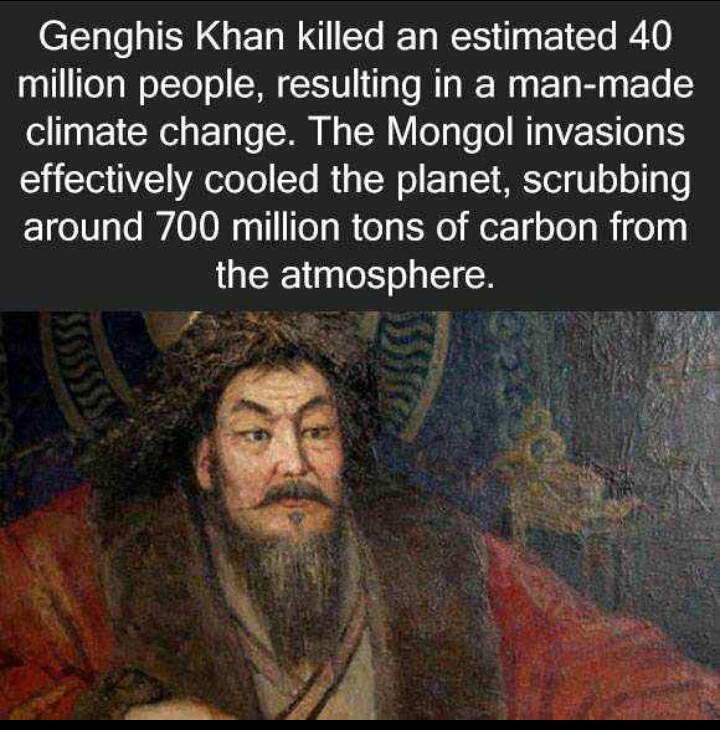 Genghis Khan killed an estimated 40
million people, resulting in a man-made
climate change. The Mongol invasions
effectively cooled the planet, scrubbing
around 700 million tons of carbon from
the atmosphere.